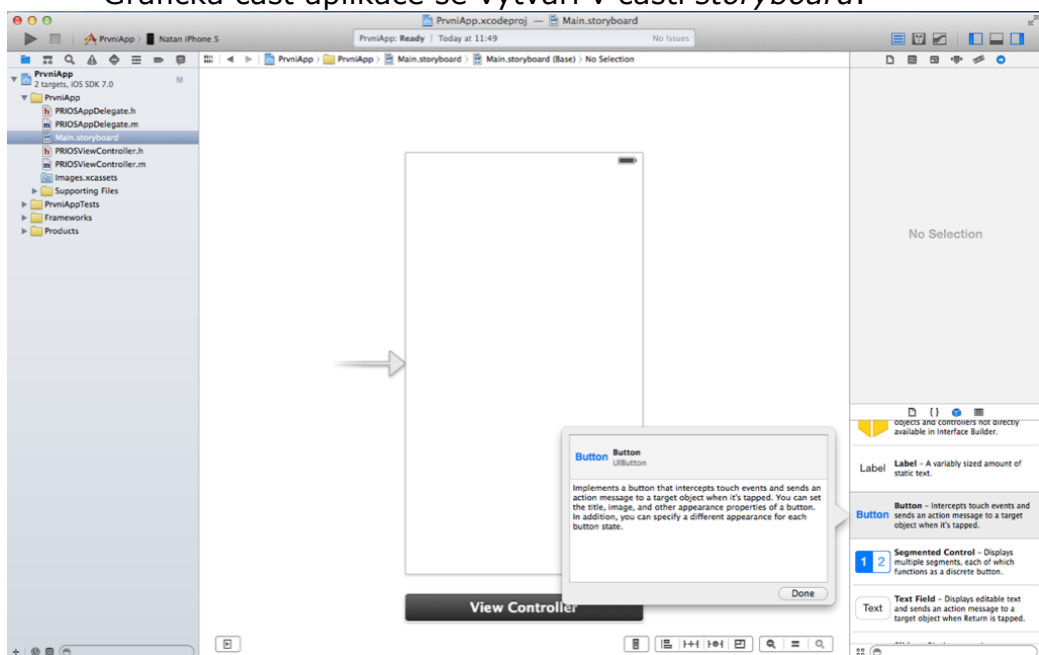 Grafická část aplikace se vytváří v části storyboard.
PrvniApp.xcodeproj — Main.storyboard
PrvniApp Natan iPhone 5
PrvniApp: Ready | Today at 11:49 No Issues
PrvniApp PrvniApp Main.storyboard Main.storyboard (Base) No Selection
PrvniApp
2 targets, iOS SDK 7.0
M
PrvniApp
h PRIOSAppDelegate.h
m PRIOSAppDelegate.m
Main.storyboard
h PRIOSViewController.h
m PRIOSViewController.m
Images.xcassets
Supporting Files
PrvniAppTests
Frameworks
Products
No Selection
Button Button
UIButton
Implements a button that intercepts touch events and sends an
action message to a target object when it's tapped. You can set
the title, image, and other appearance properties of a button.
In addition, you can specify a different appearance for each
button state.
Done
View Controller
{ }
objects and controllers not directly
available in Interface Builder.
Label Label – A variably sized amount of
static text.
Button Button – Intercepts touch events and
sends an action message to a target
object when it's tapped.
1 2 Segmented Control – Displays
multiple segments, each of which
functions as a discrete button.
Text Text Field – Displays editable text
and sends an action message to a
target object when Return is tapped.